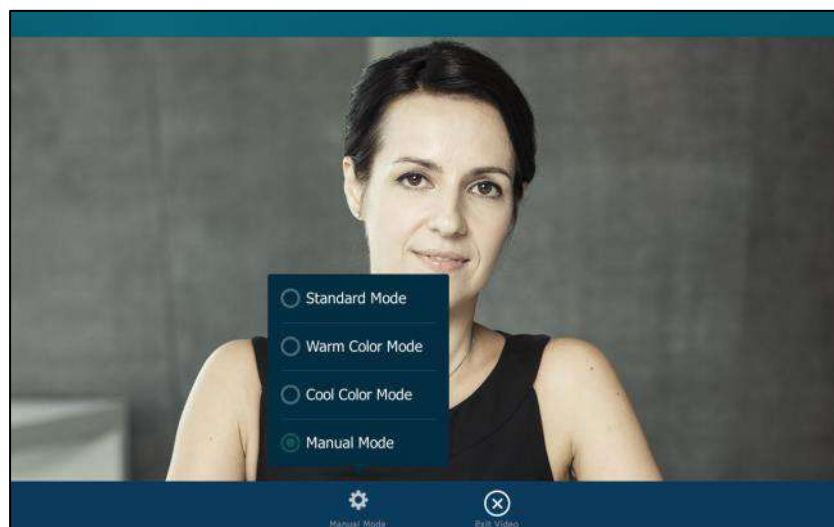 Standard Mode
Warm Color Mode
Cool Color Mode
Manual Mode
Manual Mode
Exit Video